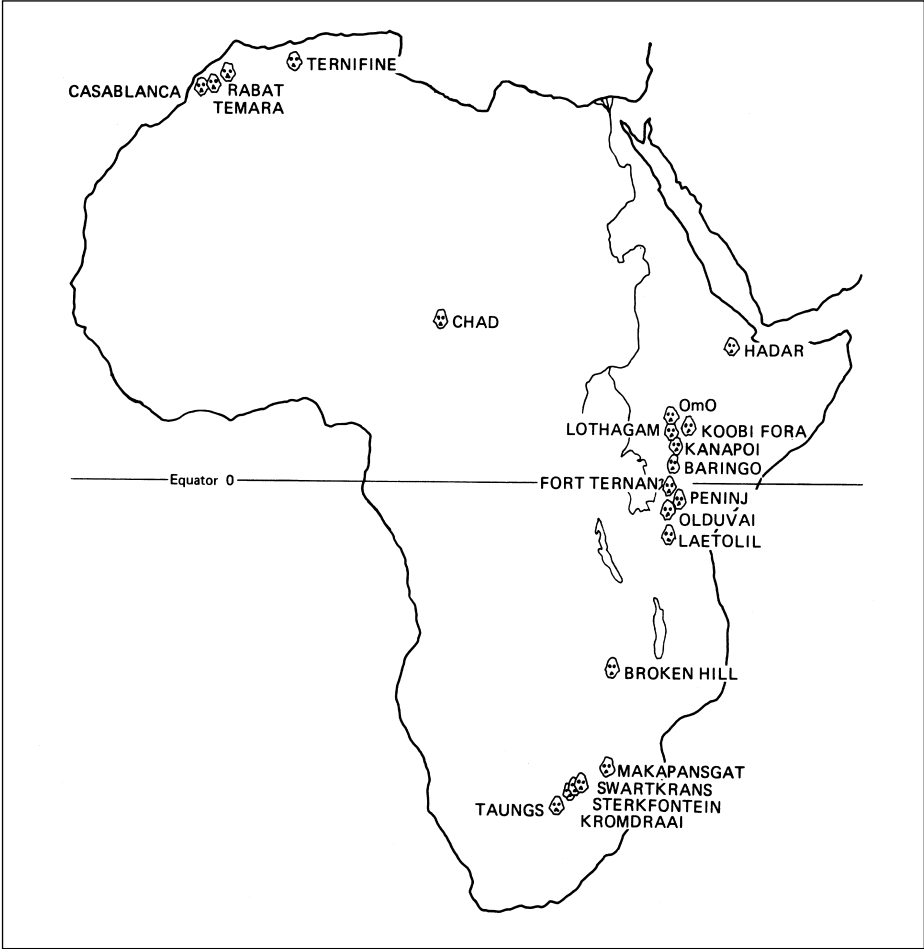 TERNIFINE
CASABLANCA
RABAT
TEMARA
CHAD
HADAR
OmO
LOTHAGAM
KOOBI FORA
KANAPOI
BARINGO
Equator 0
FORT TERNAN
PENINJ
OLDUVAI
LAETOLIL
BROKEN HILL
MAKAPANSGAT
SWARTKRANS
TAUNGS
STERKFONTEIN
KROMDRAAI